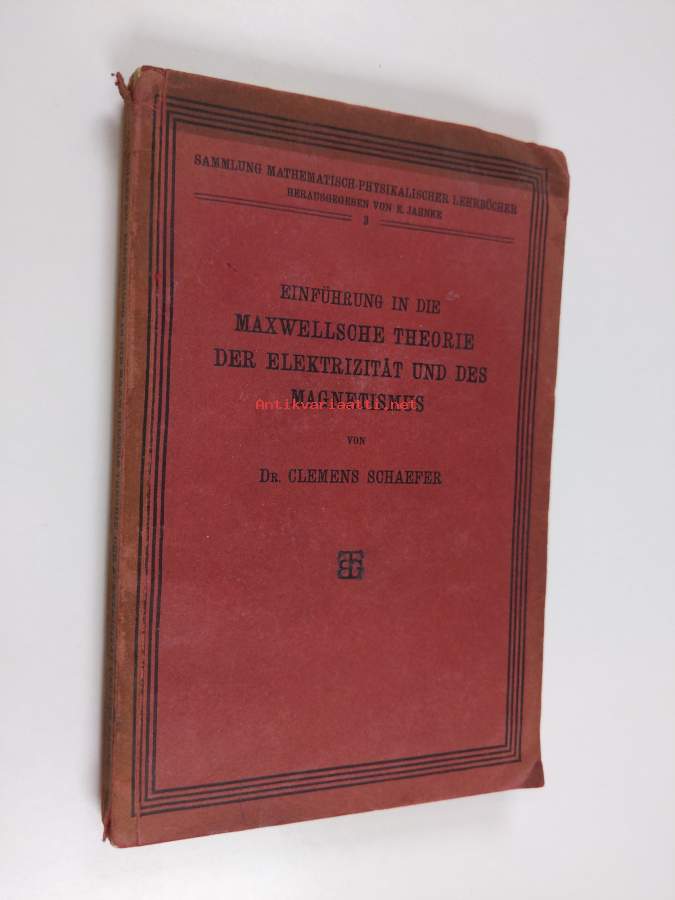 SAMMLUNG MATHEMATISCH-PHYSIKALISCHER LEHRBÜCHER
HERAUSGEGEBEN VON E. JAHNKE
3
EINFÜHRUNG IN DIE
MAXWELLSCHE THEORIE
DER ELEKTRIZITÄT UND DES
MAGNETISMUS
Antikvariaatti.net
VON
DR. CLEMENS SCHAEFER